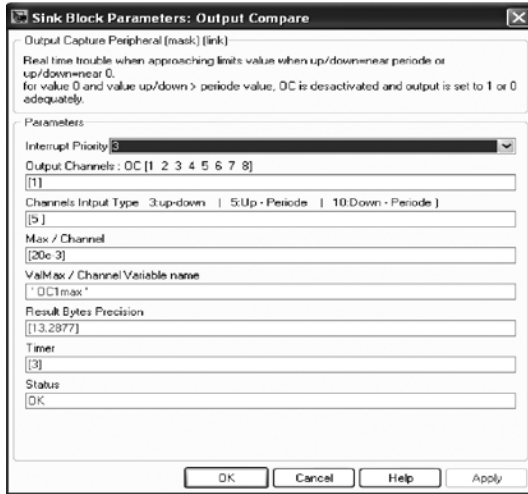 Sink Block Parameters: Output Compare
Output Capture Peripheral (mask) (link)
Real time trouble when approaching limits value when up/down=near periode or
up/down=near 0.
for value 0 and value up/down > periode value, OC is desactivated and output is set to 1 or 0
adequately.
Parameters
Interrupt Priority 3
Output Channels : OC [1 2 3 4 5 6 7 8]
[1]
Channels Intput Type 3:up-down | 5:Up - Periode | 10:Down - Periode )
[5 ]
Max / Channel
[20e-3]
ValMax / Channel Variable name
' OC1max '
Result Bytes Precision
[13.2877]
Timer
[3]
Status
OK
OK Cancel Help Apply